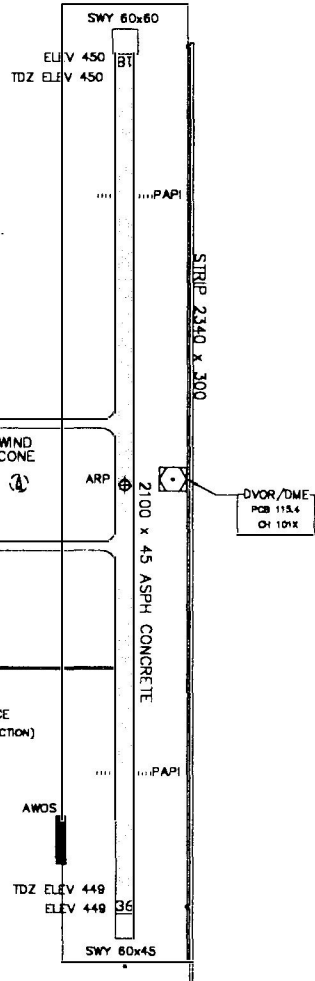 SWY 60x60
ELEV 450
TDZ ELEV 450
18
PAPI
STRIP 2340 x 300
WIND
CONE
ARP
DVOR/DME
PCB 115.4
CH 101X
2100 x 45 ASPH CONCRETE
CE
CTION)
PAPI
AWOS
TDZ ELEV 449
ELEV 449
36
SWY 60x45